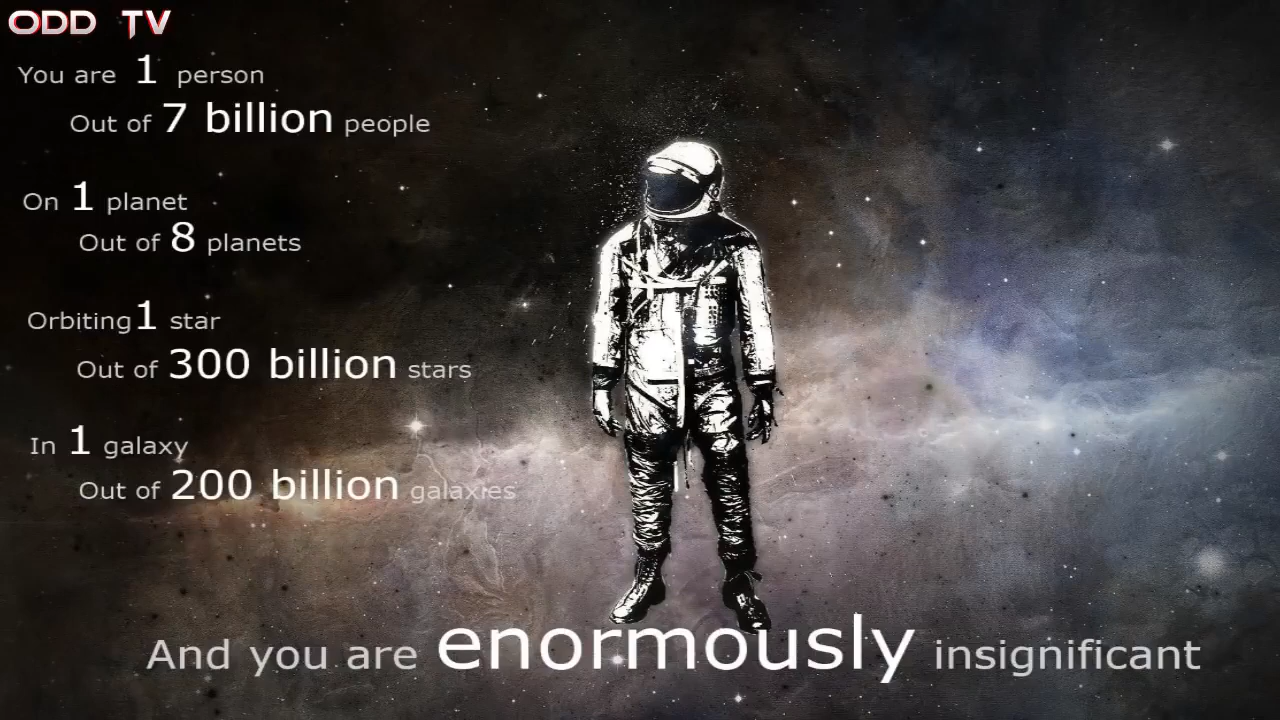 ODD TV
You are 1 person
Out of 7 billion people
On 1 planet
Out of 8 planets
Orbiting 1 star
Out of 300 billion stars
In 1 galaxy
Out of 200 billion galaxies
And you are enormously insignificant